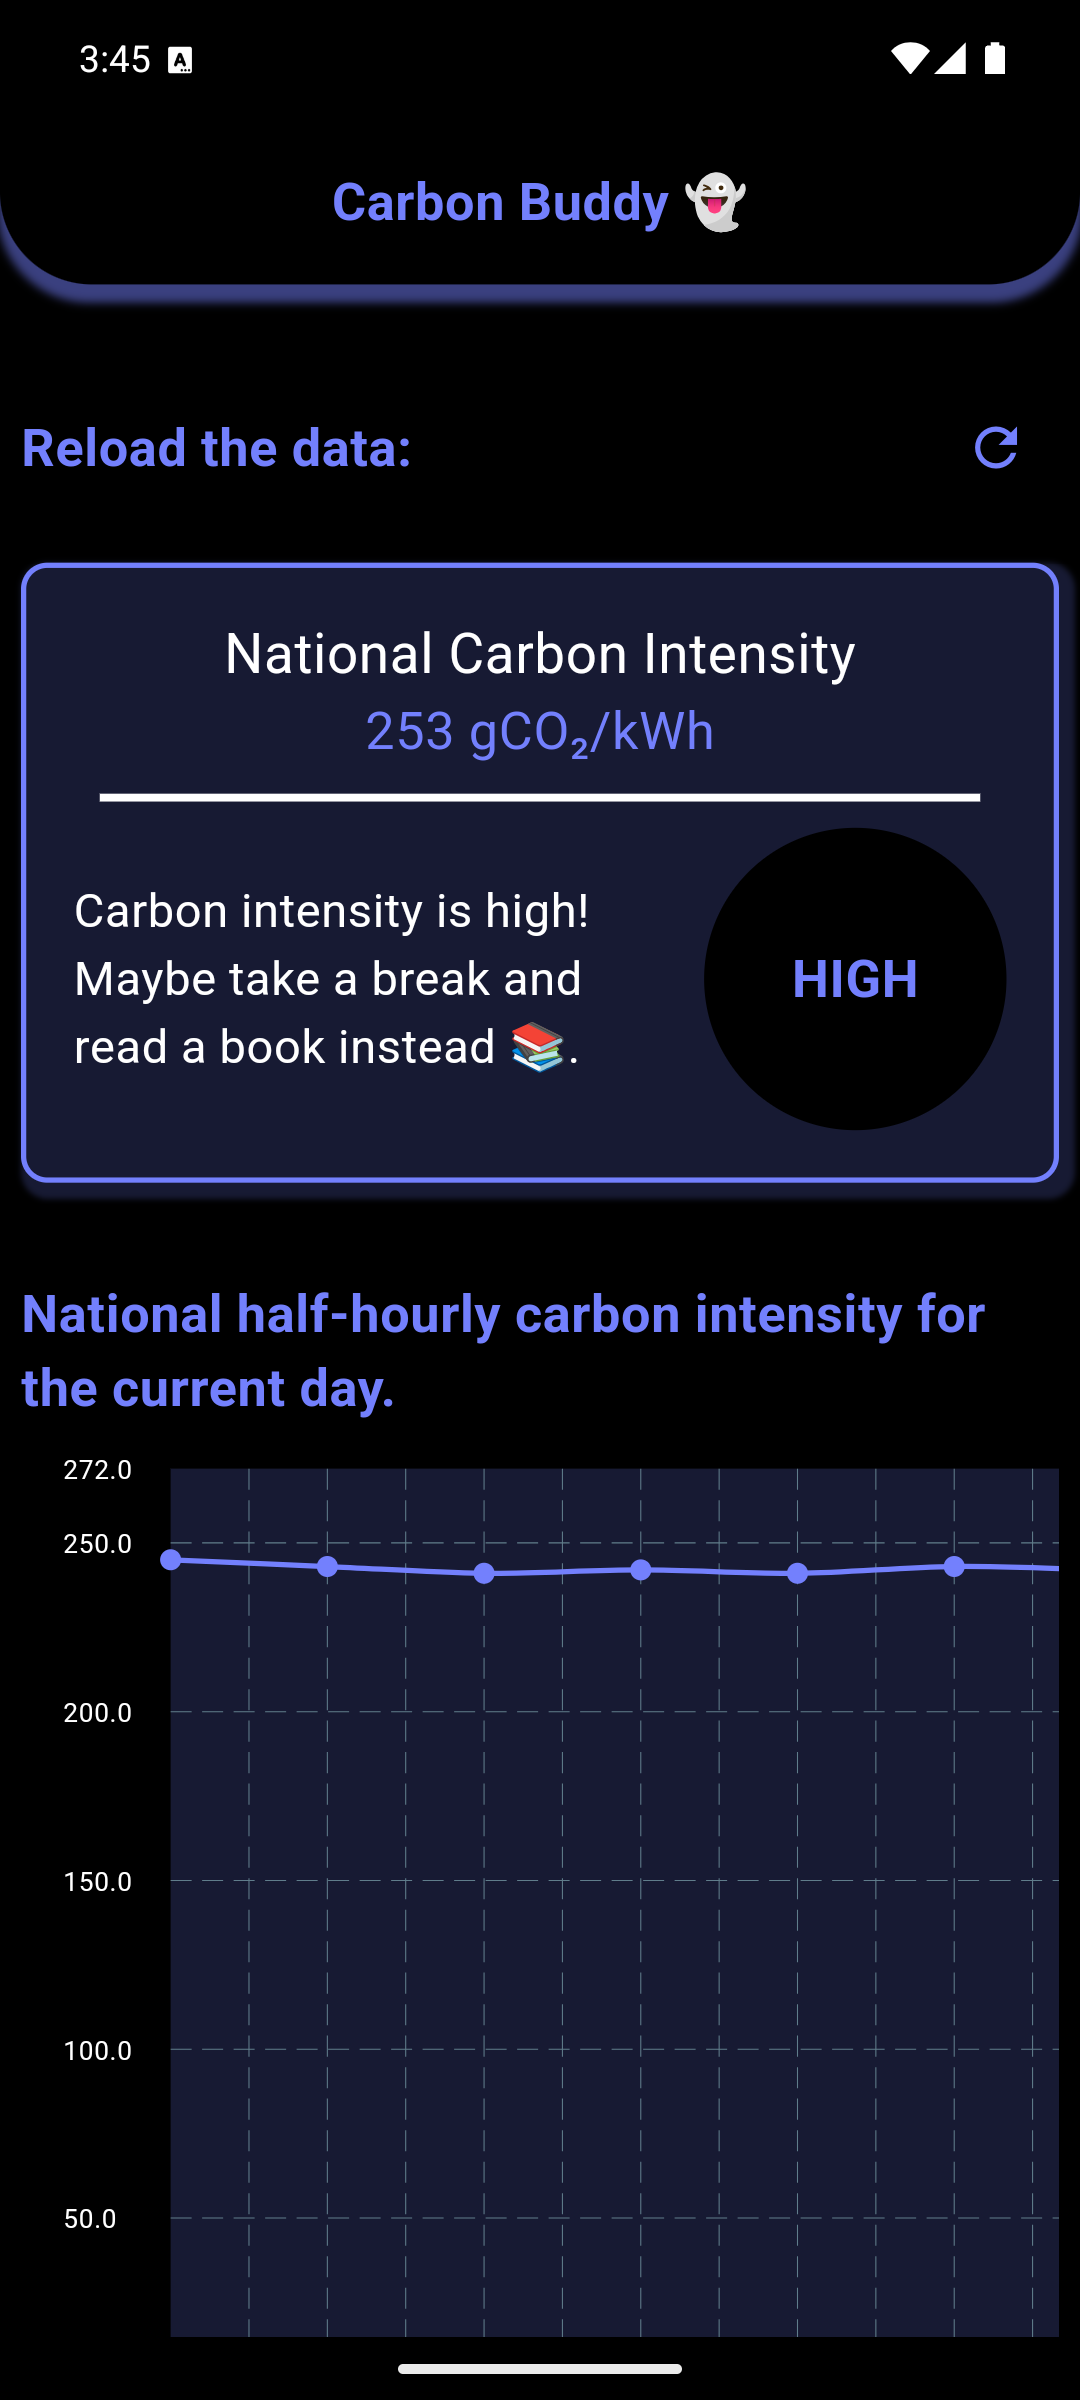 3:45
Carbon Buddy 👻
Reload the data:
National Carbon Intensity
253 gCO₂/kWh
Carbon intensity is high!
Maybe take a break and
read a book instead 📚.
HIGH
National half-hourly carbon intensity for
the current day.
272.0
250.0
200.0
150.0
100.0
50.0